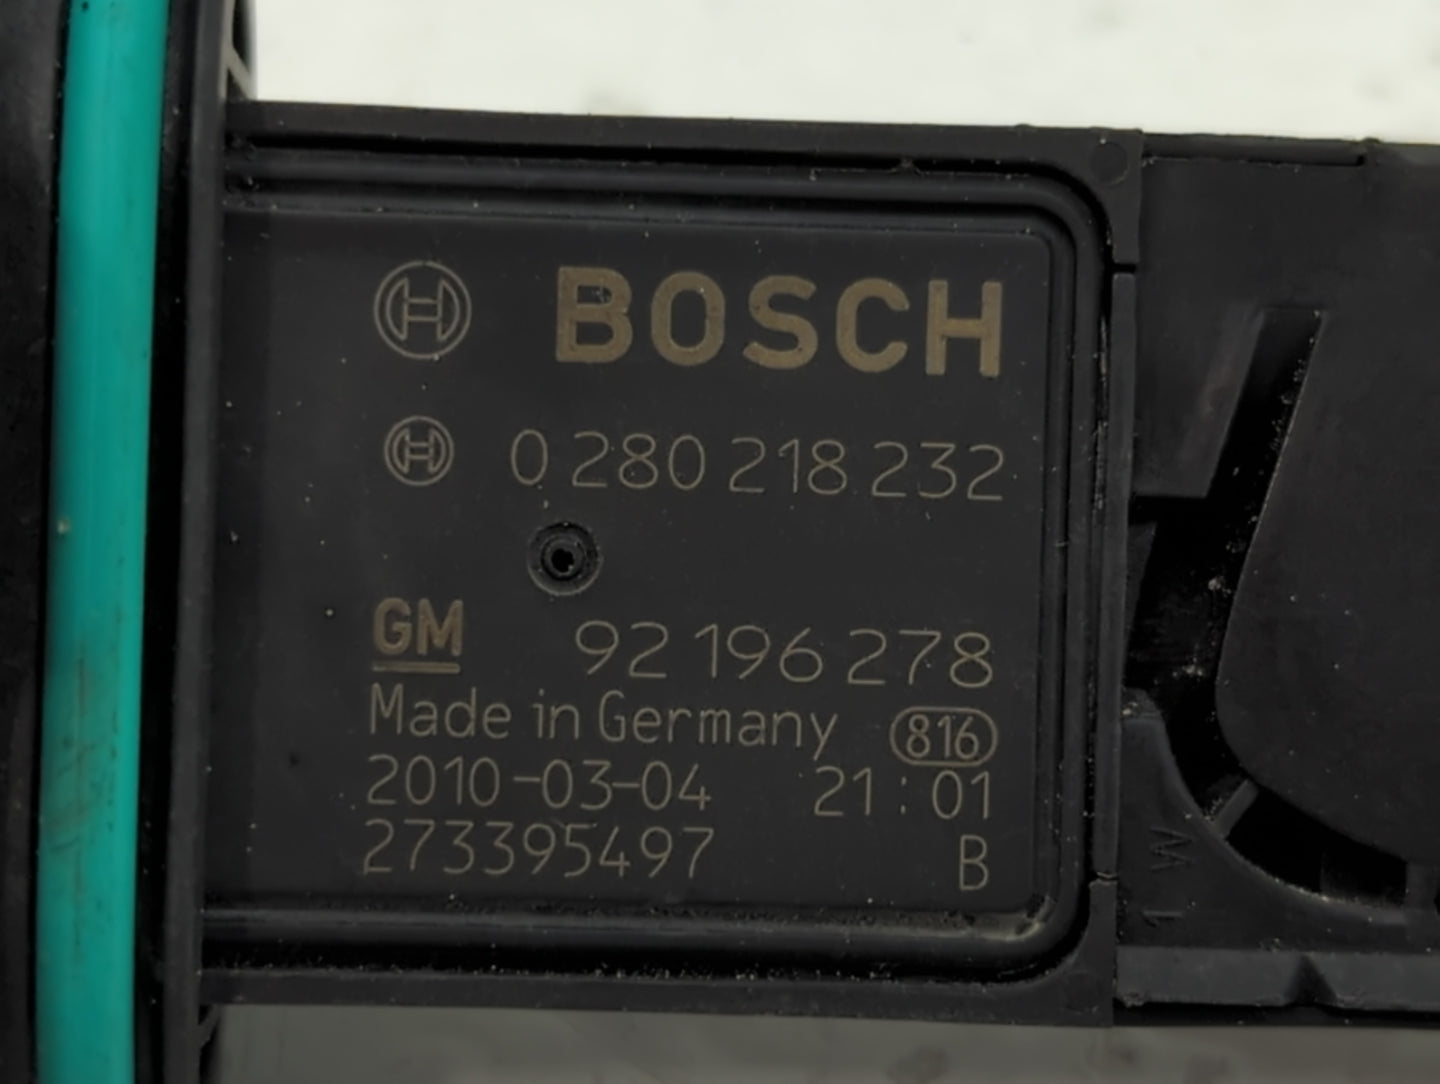 BOSCH
0 280 218 232
GM 92 196 278
Made in Germany 816
2010-03-04 21:01
273395497 B
1 W